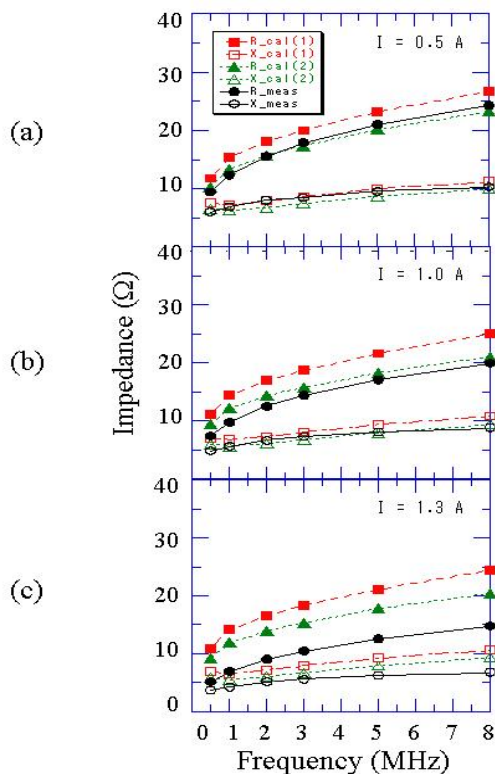 (a)
40
30
20
10
R_cal(1)
X_cal(1)
R_cal(2)
X_cal(2)
R_meas
X_meas
I = 0.5 A
(b)
Impedance (Ω)
40
30
20
10
I = 1.0 A
(c)
40
30
20
10
0
I = 1.3 A
0 1 2 3 4 5 6 7 8
Frequency (MHz)